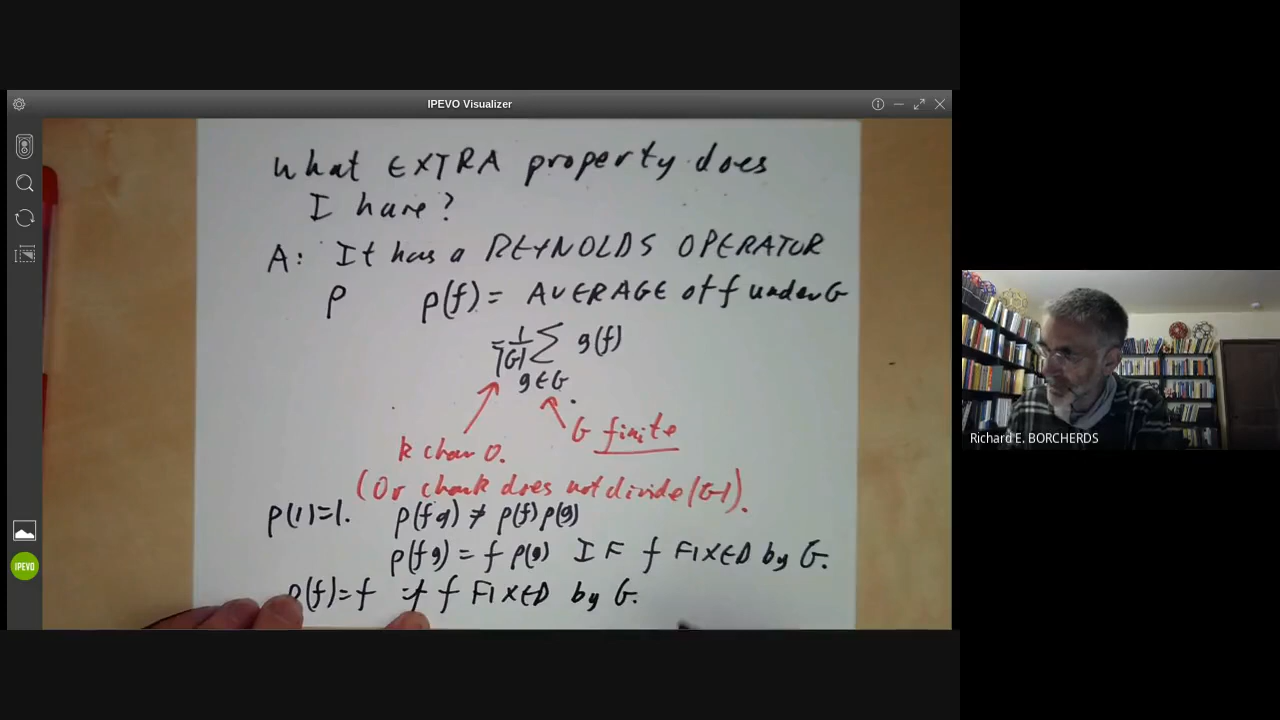 IPEVO Visualizer
What EXTRA property does
I have?
A: It has a REYNOLDS OPERATOR
ρ ρ(f) = AVERAGE of f under G
= 1/|G| Σ g(f)
g∈G
k char 0. G finite
(Or char k does not divide |G|).
ρ(1)=1. ρ(fg) ≠ ρ(f)ρ(g)
ρ(fg) = f ρ(g) IF f FIXED by G.
ρ(f)=f f FIXED by G.
IPEVO
Richard E. BORCHERDS